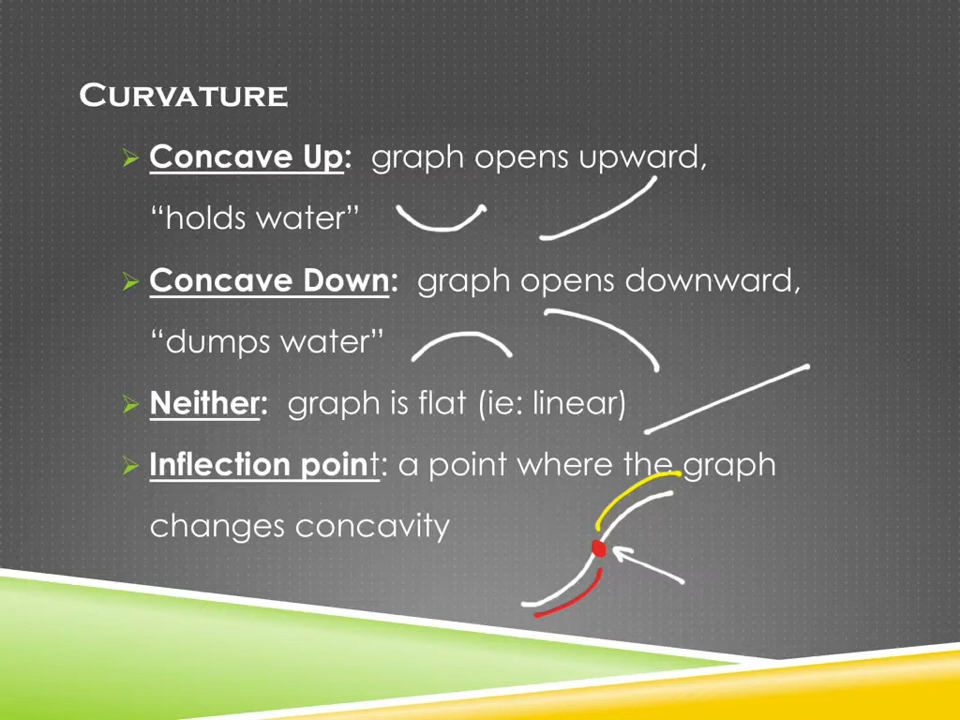 CURVATURE
Concave Up: graph opens upward,
“holds water”
Concave Down: graph opens downward,
“dumps water”
Neither: graph is flat (ie: linear)
Inflection point: a point where the graph
changes concavity